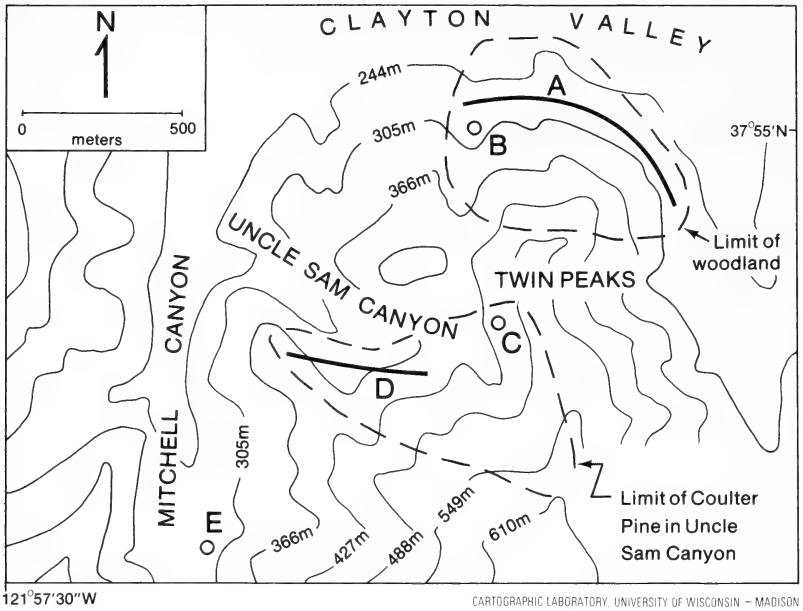 CLAYTON VALLEY
N
0 500
meters
244m
A
305m
B
37°55'N
366m
Limit of
woodland
UNCLE SAM CANYON
TWIN PEAKS
MITCHELL CANYON
C
D
305m
E
366m
427m
488m
549m
610m
Limit of Coulter
Pine in Uncle
Sam Canyon
121°57'30"W
CARTOGRAPHIC LABORATORY, UNIVERSITY OF WISCONSIN – MADISON